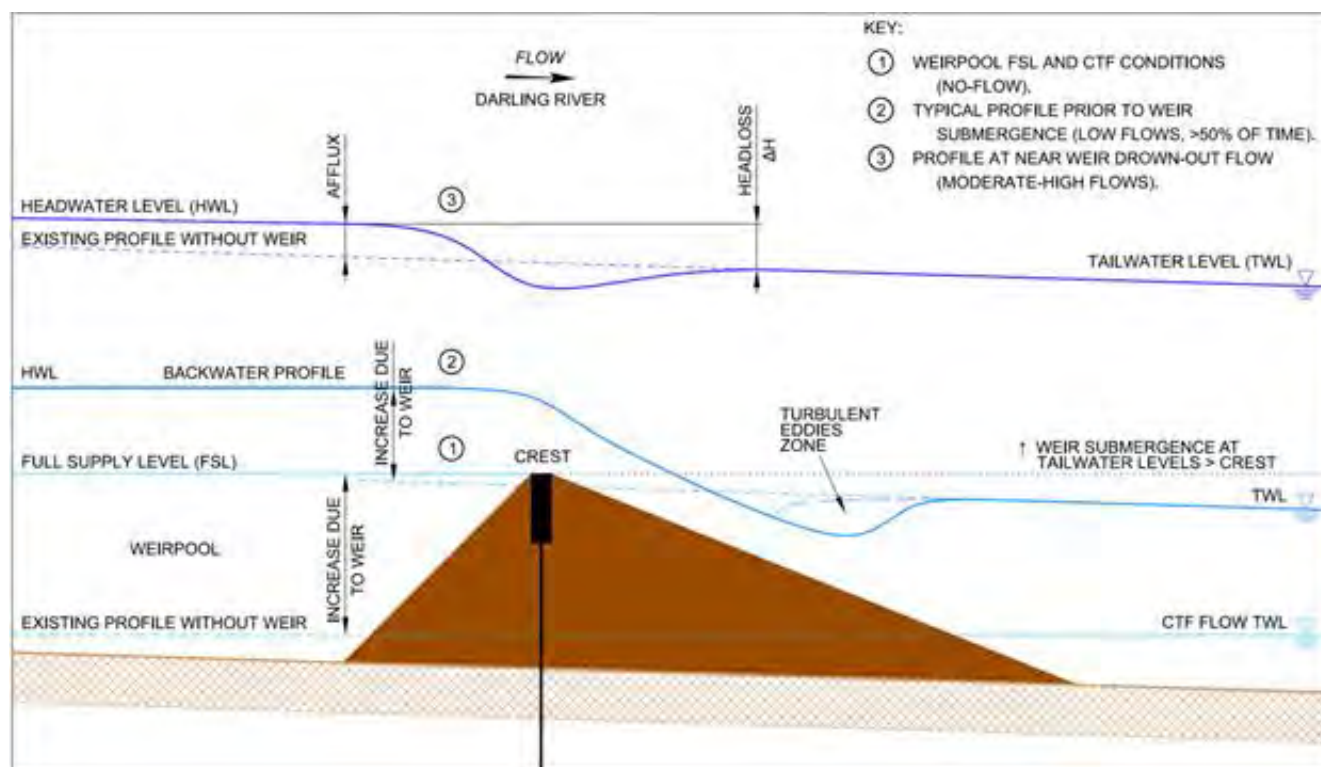 KEY:
1 WEIRPOOL FSL AND CTF CONDITIONS
(NO-FLOW).
2 TYPICAL PROFILE PRIOR TO WEIR
SUBMERGENCE (LOW FLOWS, >50% OF TIME).
3 PROFILE AT NEAR WEIR DROWN-OUT FLOW
(MODERATE-HIGH FLOWS).
FLOW
DARLING RIVER
AFFLUX
HEADLOSS
ΔH
3
HEADWATER LEVEL (HWL)
EXISTING PROFILE WITHOUT WEIR
TAILWATER LEVEL (TWL)
HWL
BACKWATER PROFILE
2
INCREASE DUE
TO WEIR
TURBULENT
EDDIES
ZONE
1
CREST
FULL SUPPLY LEVEL (FSL)
↑ WEIR SUBMERGENCE AT
TAILWATER LEVELS > CREST
TWL
WEIRPOOL
INCREASE DUE
TO WEIR
EXISTING PROFILE WITHOUT WEIR
CTF FLOW TWL